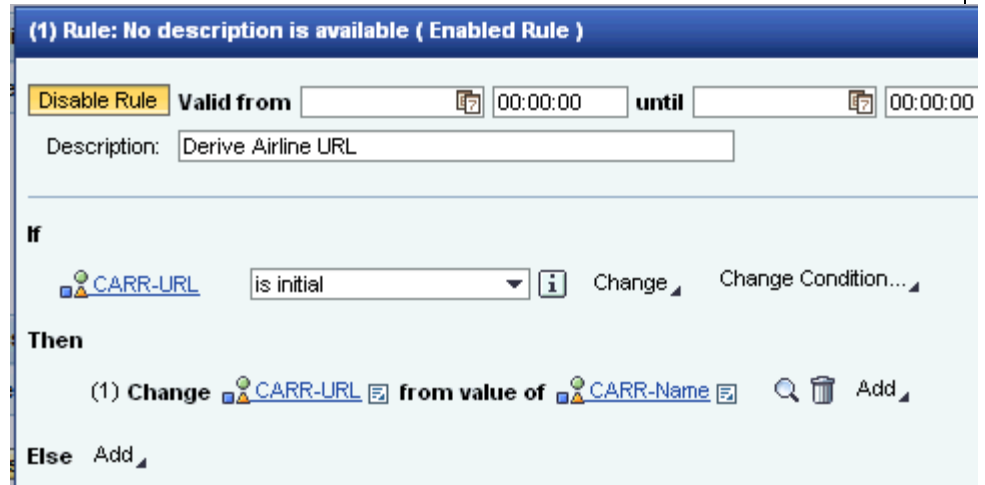 (1) Rule: No description is available ( Enabled Rule )
Disable Rule Valid from 00:00:00 until 00:00:00
Description: Derive Airline URL
If
CARR-URL is initial Change Change Condition...
Then
(1) Change CARR-URL from value of CARR-Name Add
Else Add